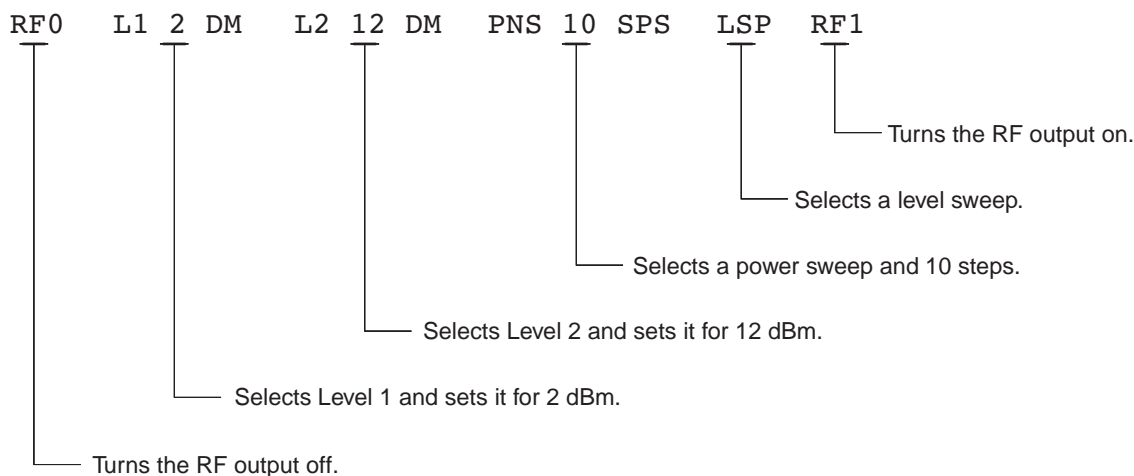 RF0 L1 2 DM L2 12 DM PNS 10 SPS LSP RF1
Turns the RF output on.
Selects a level sweep.
Selects a power sweep and 10 steps.
Selects Level 2 and sets it for 12 dBm.
Selects Level 1 and sets it for 2 dBm.
Turns the RF output off.